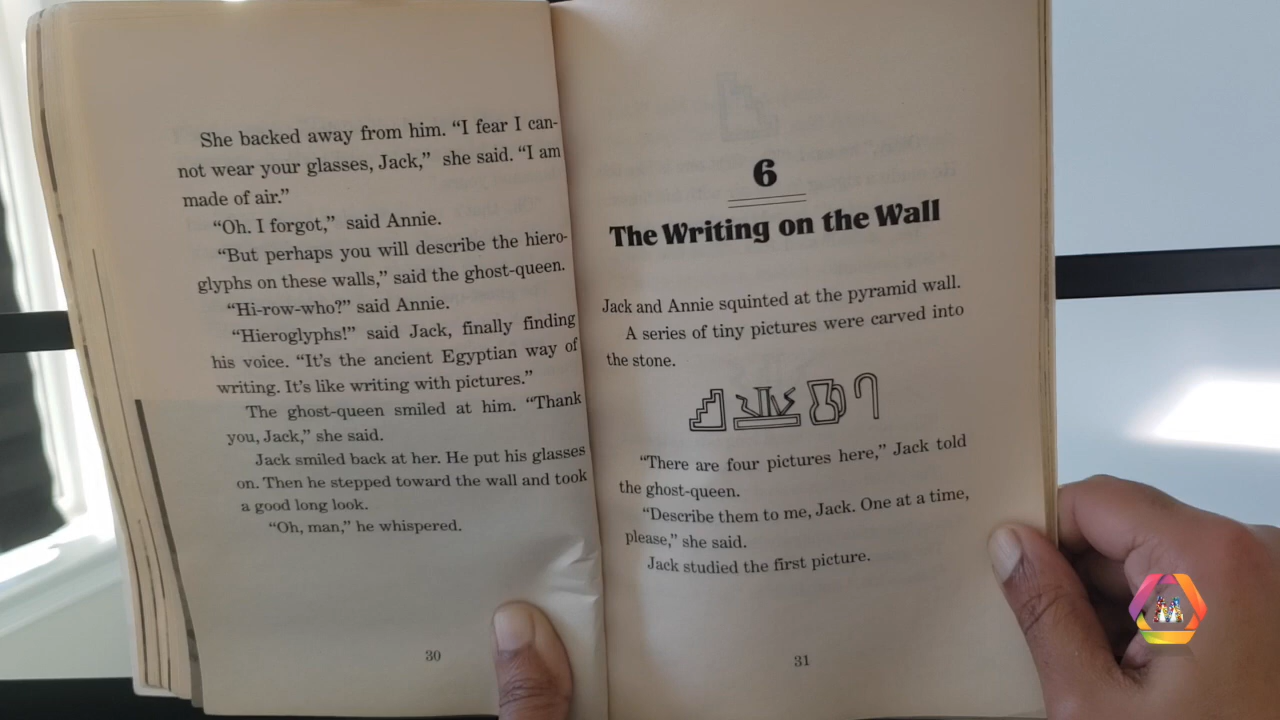 She backed away from him. “I fear I can-
not wear your glasses, Jack,” she said. “I am
made of air.”
“Oh. I forgot,” said Annie.
“But perhaps you will describe the hiero-
glyphs on these walls,” said the ghost-queen.
“Hi-row-who?” said Annie.
“Hieroglyphs!” said Jack, finally finding
his voice. “It’s the ancient Egyptian way of
writing. It’s like writing with pictures.”
The ghost-queen smiled at him. “Thank
you, Jack,” she said.
Jack smiled back at her. He put his glasses
on. Then he stepped toward the wall and took
a good long look.
“Oh, man,” he whispered.
30
6
The Writing on the Wall
Jack and Annie squinted at the pyramid wall.
A series of tiny pictures were carved into
the stone.
“There are four pictures here,” Jack told
the ghost-queen.
“Describe them to me, Jack. One at a time,
please,” she said.
Jack studied the first picture.
31